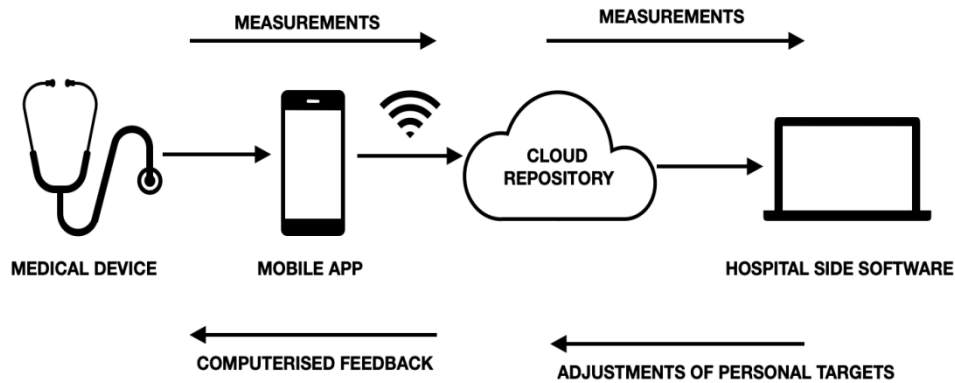 MEASUREMENTS
MEASUREMENTS
CLOUD
REPOSITORY
MEDICAL DEVICE
MOBILE APP
HOSPITAL SIDE SOFTWARE
COMPUTERISED FEEDBACK
ADJUSTMENTS OF PERSONAL TARGETS